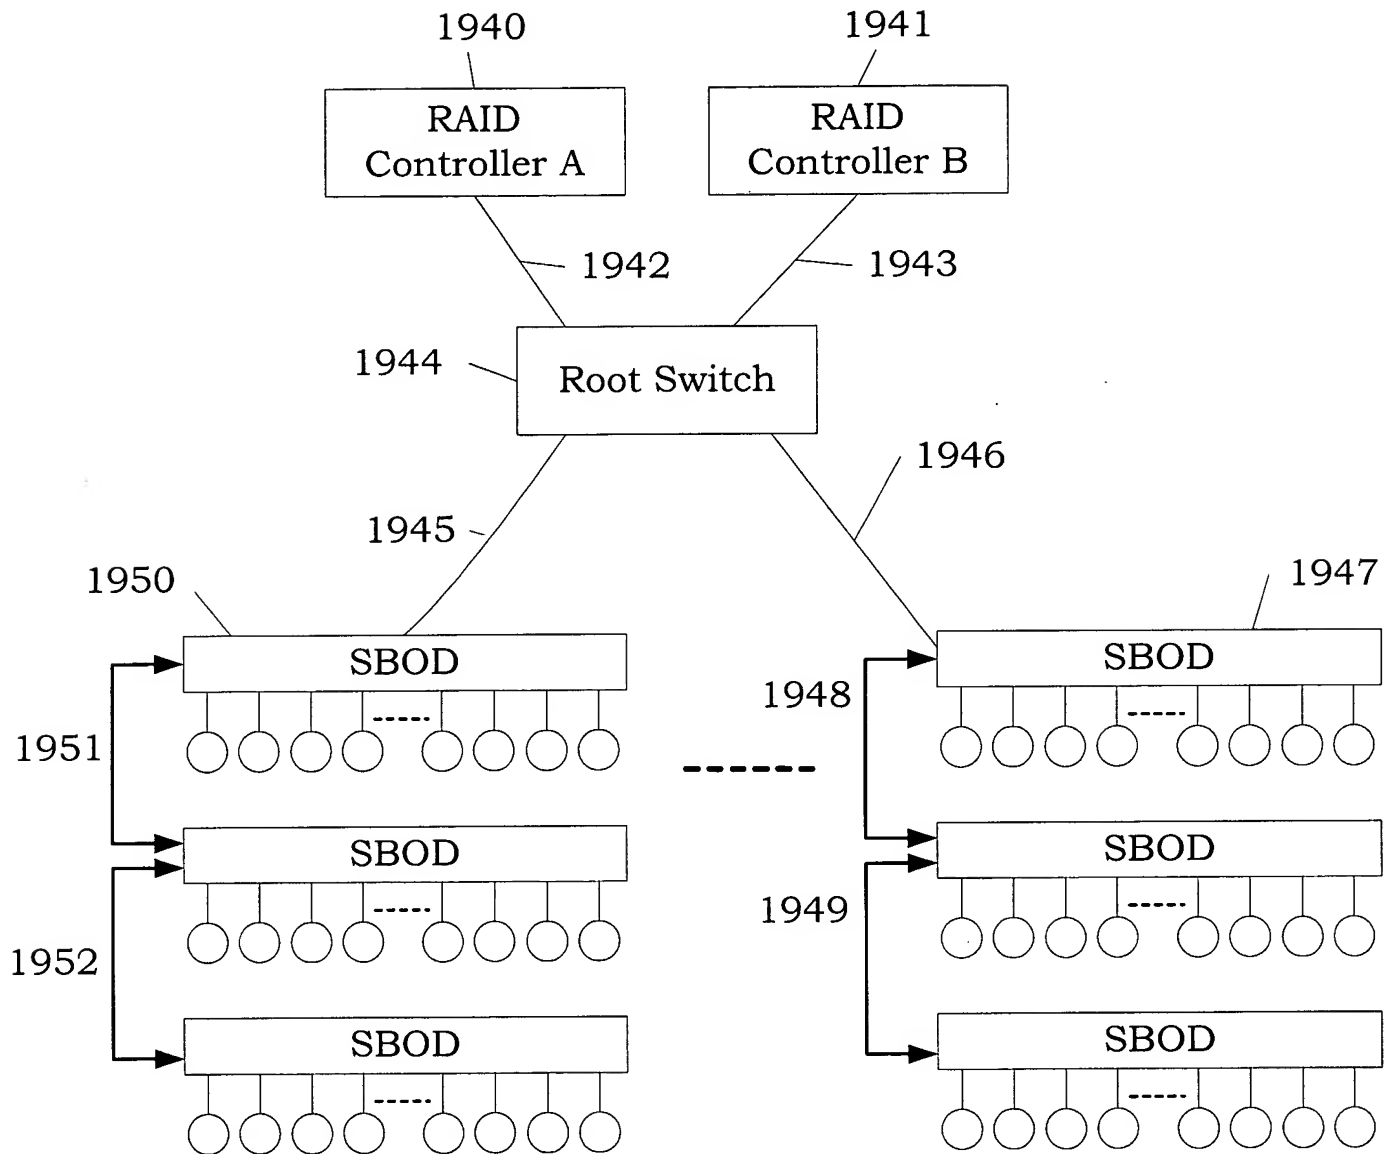 1940
1941
RAID
Controller A
RAID
Controller B
1942
1943
1944
Root Switch
1946
1945
1950
1947
SBOD
SBOD
1948
1951
SBOD
SBOD
1949
1952
SBOD
SBOD